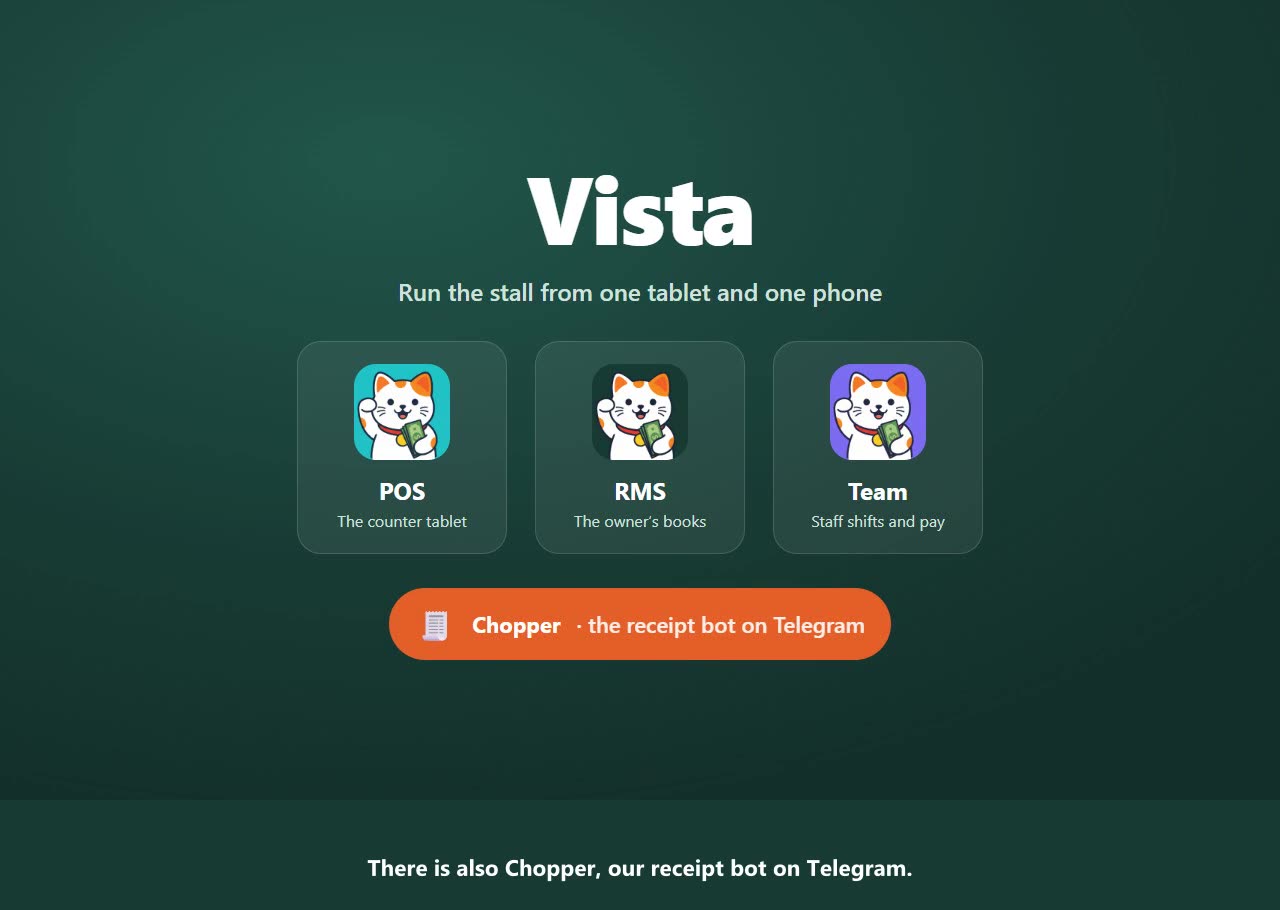 Vista
Run the stall from one tablet and one phone
POS
The counter tablet
RMS
The owner's books
Team
Staff shifts and pay
Chopper · the receipt bot on Telegram
There is also Chopper, our receipt bot on Telegram.